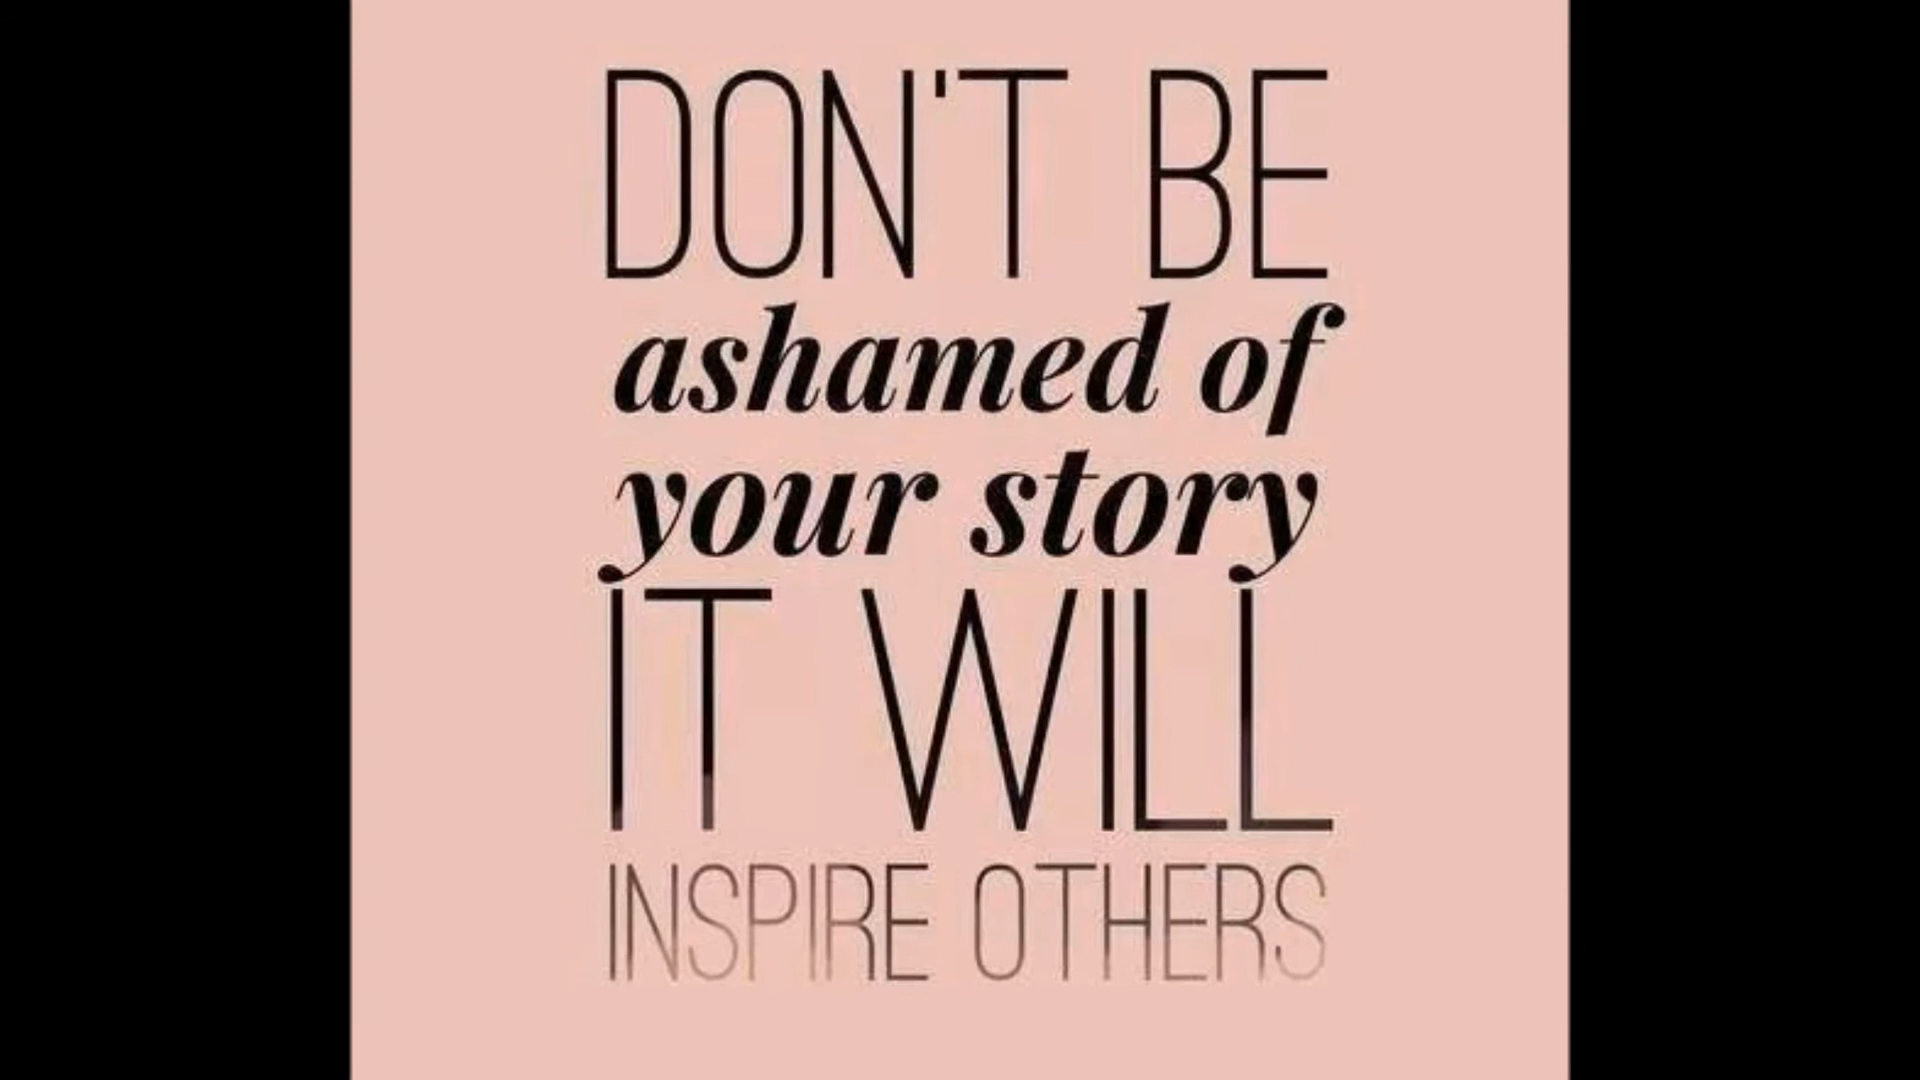 DON'T BE
ashamed of
your story
IT WILL
INSPIRE OTHERS